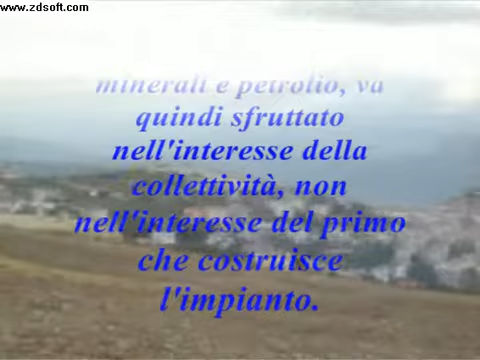 www.zdsoft.com
minerali e petrolio, va
quindi sfruttato
nell'interesse della
collettività, non
nell'interesse del primo
che costruisce
l'impianto.